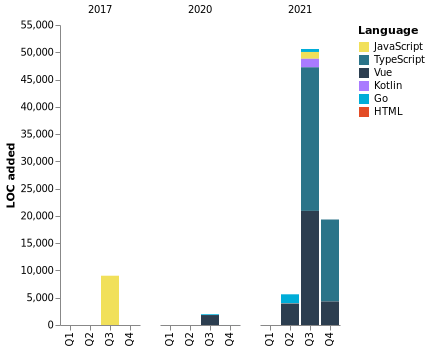 2017 2020 2021
LOC added
55,000
50,000
45,000
40,000
35,000
30,000
25,000
20,000
15,000
10,000
5,000
0
Q1 Q2 Q3 Q4 Q1 Q2 Q3 Q4 Q1 Q2 Q3 Q4
Language
JavaScript
TypeScript
Vue
Kotlin
Go
HTML